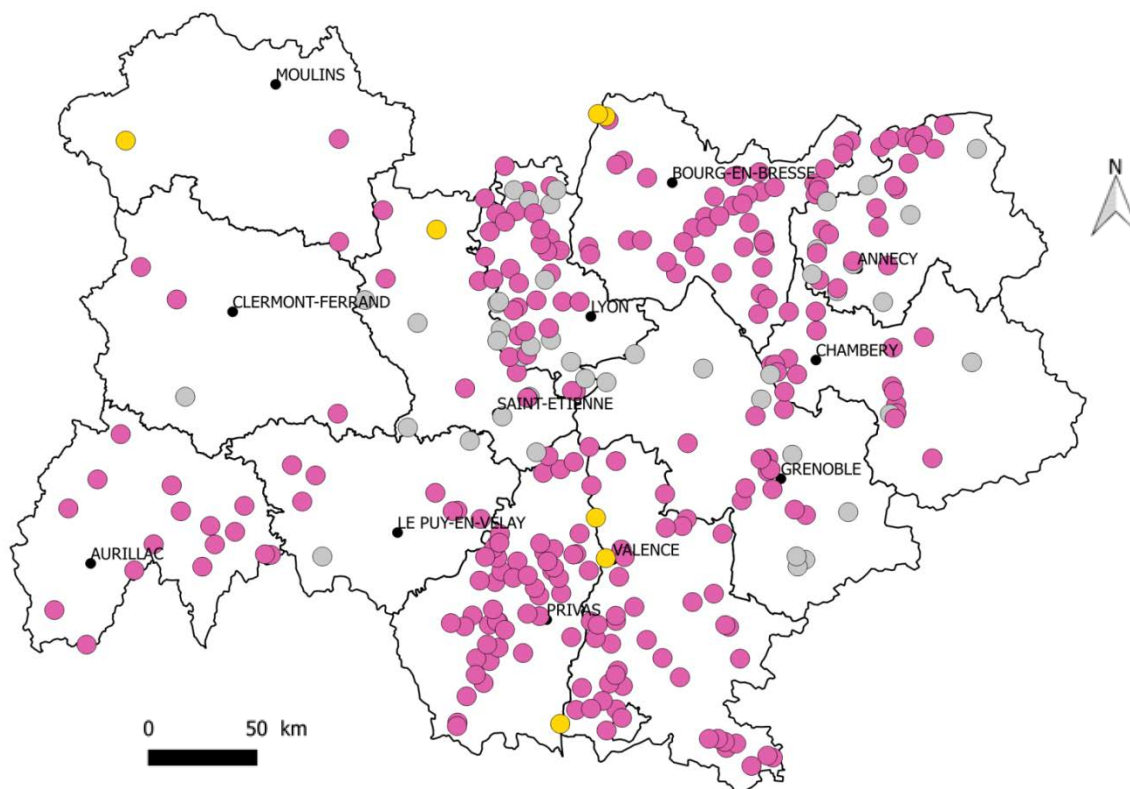 MOULINS
BOURG-EN-BRESSE
N
ANNECY
CLERMONT-FERRAND
LYON
CHAMBERY
SAINT-ETIENNE
GRENOBLE
LE PUY-EN-VELAY
VALENCE
AURILLAC
PRIVAS
0 50 km